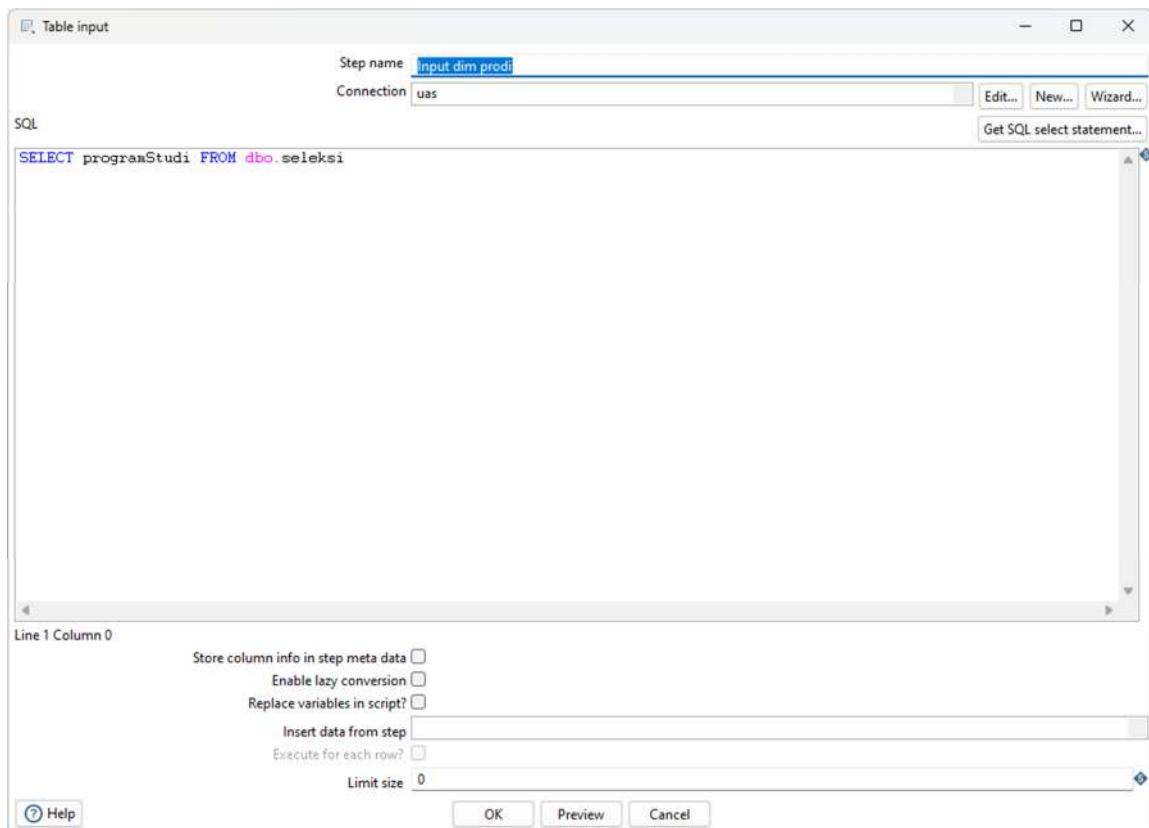 Table input
Step name Input dim prodi
Connection uas Edit... New... Wizard...
SQL Get SQL select statement...
SELECT programStudi FROM dbo.seleksi
Line 1 Column 0
Store column info in step meta data
Enable lazy conversion
Replace variables in script?
Insert data from step
Execute for each row?
Limit size 0
Help OK Preview Cancel